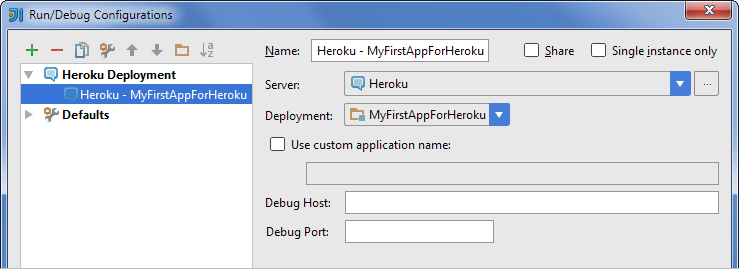 Run/Debug Configurations
Name: Heroku - MyFirstAppForHeroku Share Single instance only
Heroku Deployment
Heroku - MyFirstAppForHeroku
Defaults
Server: Heroku ...
Deployment: MyFirstAppForHeroku
Use custom application name:
Debug Host:
Debug Port: